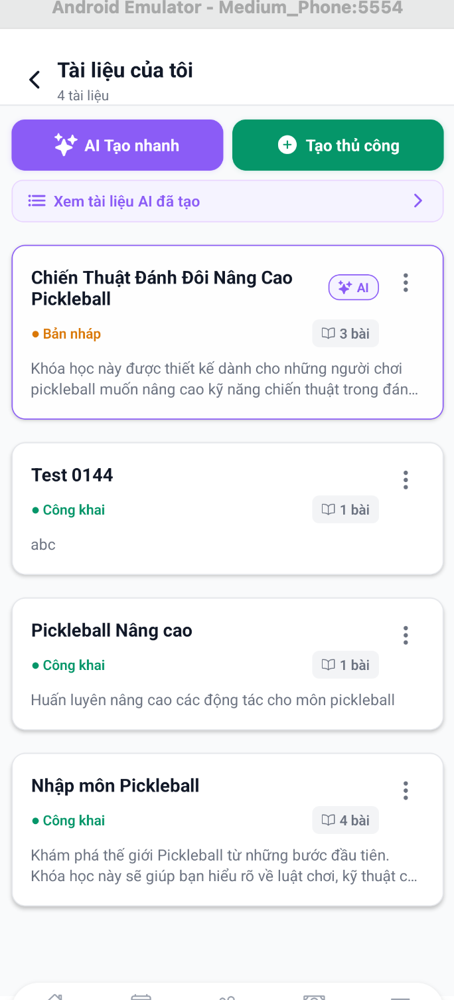 Android Emulator - Medium_Phone:5554
Tài liệu của tôi
4 tài liệu
AI Tạo nhanh
Tạo thủ công
Xem tài liệu AI đã tạo
Chiến Thuật Đánh Đôi Nâng Cao
Pickleball
AI
Bản nháp
3 bài
Khóa học này được thiết kế dành cho những người chơi
pickleball muốn nâng cao kỹ năng chiến thuật trong đán...
Test 0144
Công khai
1 bài
abc
Pickleball Nâng cao
Công khai
1 bài
Huấn luyên nâng cao các động tác cho môn pickleball
Nhập môn Pickleball
Công khai
4 bài
Khám phá thế giới Pickleball từ những bước đầu tiên.
Khóa học này sẽ giúp bạn hiểu rõ về luật chơi, kỹ thuật c...